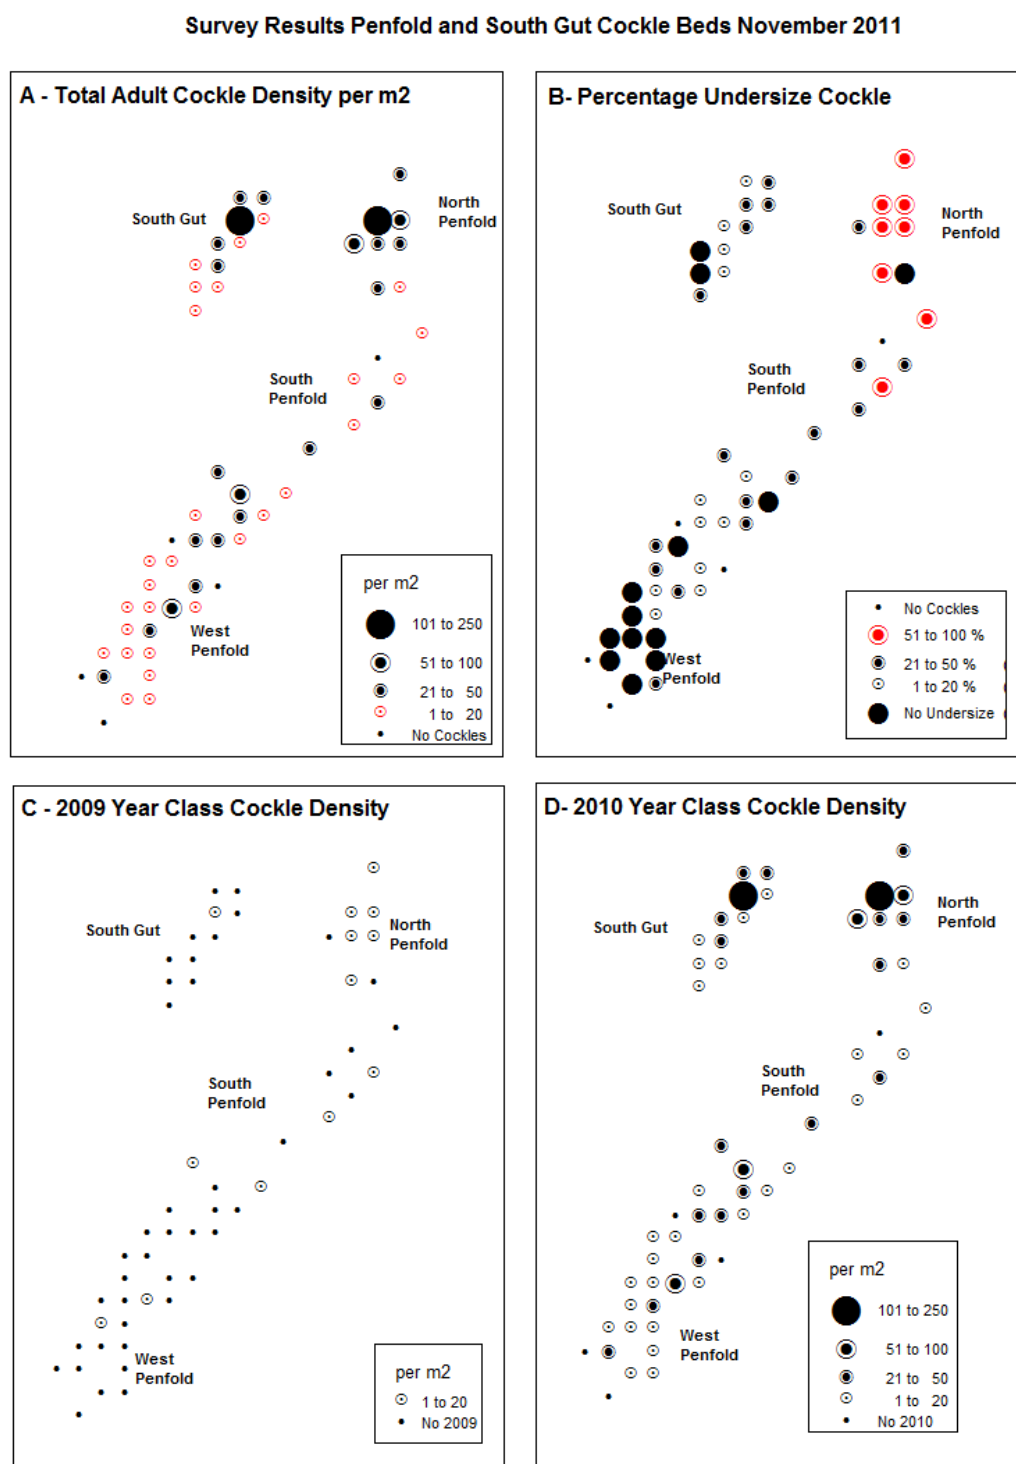 Survey Results Penfold and South Gut Cockle Beds November 2011
A - Total Adult Cockle Density per m2
South Gut
North
Penfold
South
Penfold
West
Penfold
per m2
101 to 250
51 to 100
21 to 50
1 to 20
No Cockles
B- Percentage Undersize Cockle
South Gut
North
Penfold
South
Penfold
West
Penfold
No Cockles
51 to 100 %
21 to 50 %
1 to 20 %
No Undersize
C - 2009 Year Class Cockle Density
South Gut
North
Penfold
South
Penfold
West
Penfold
per m2
1 to 20
No 2009
D- 2010 Year Class Cockle Density
South Gut
North
Penfold
South
Penfold
West
Penfold
per m2
101 to 250
51 to 100
21 to 50
1 to 20
No 2010